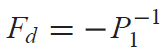 $F_d = -P_1^{-1}$